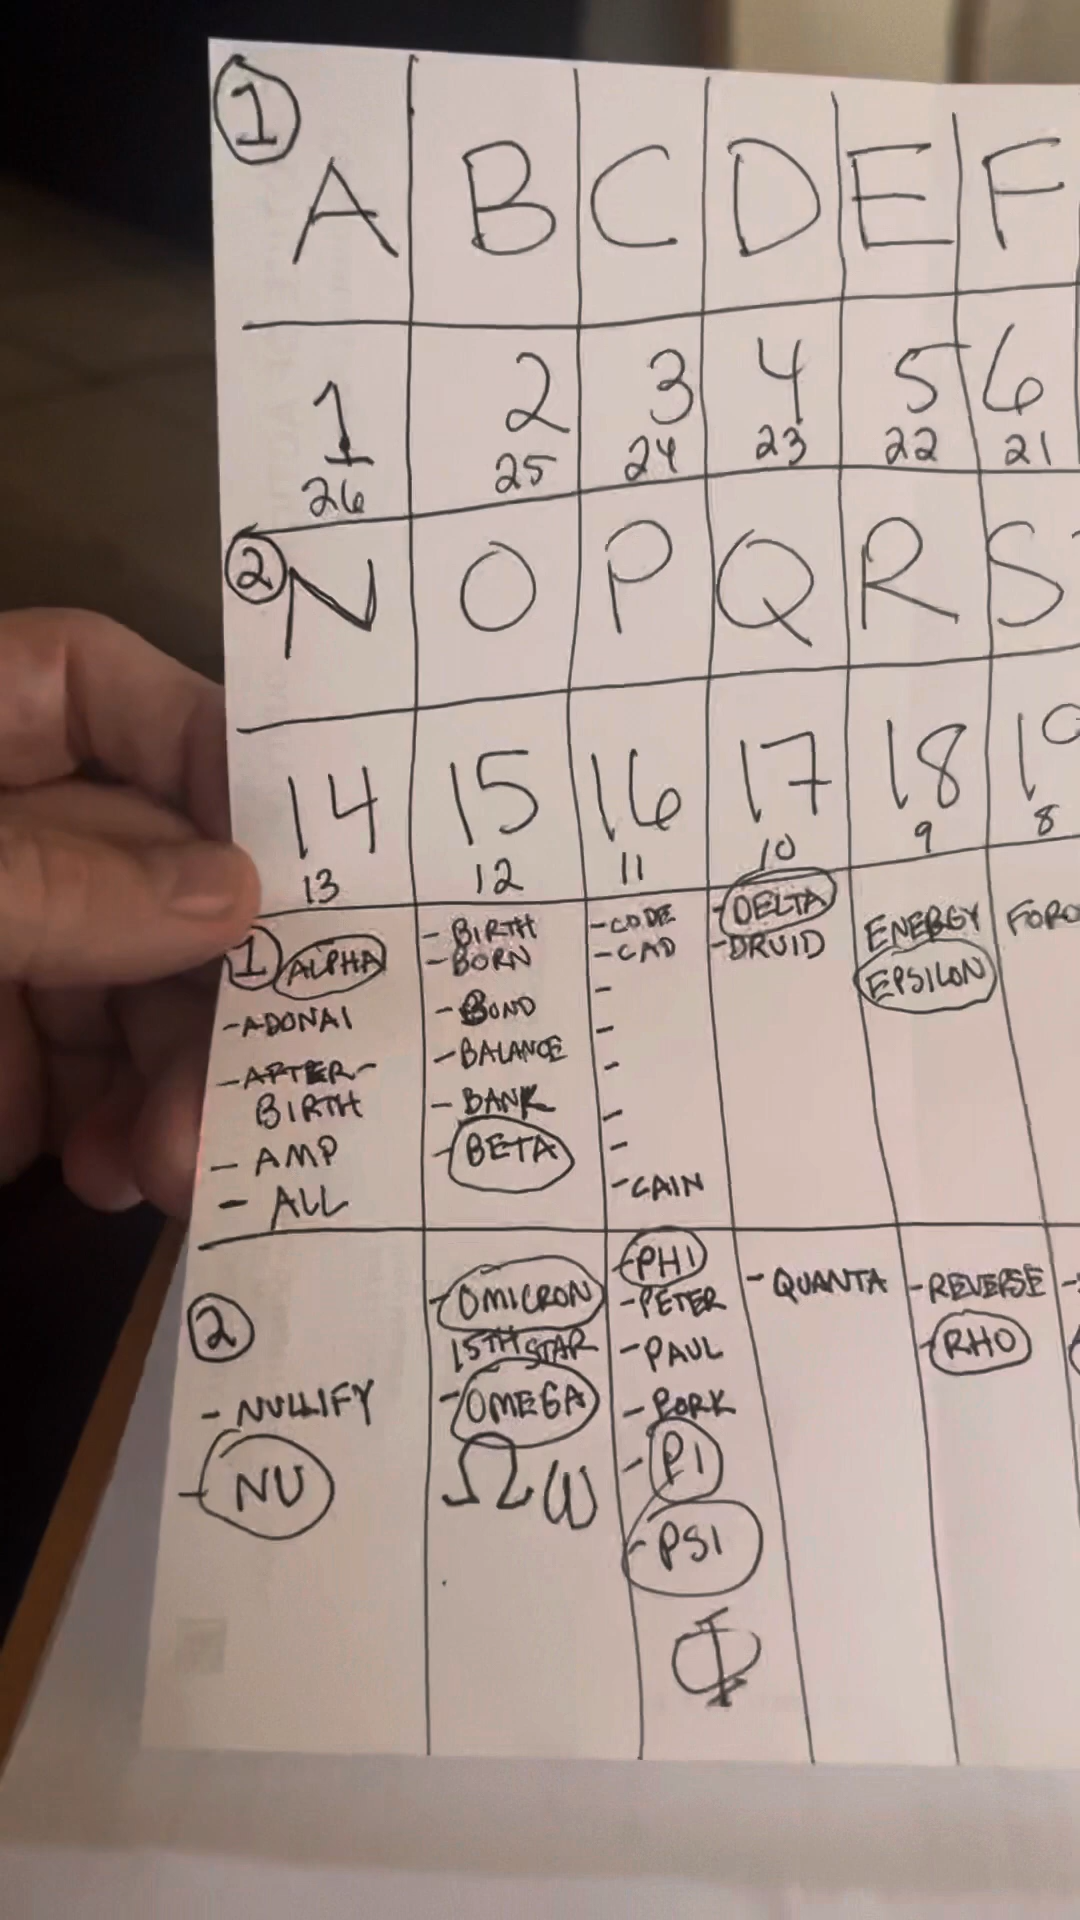 1
A B C D E F
1 2 3 4 5 6
26 25 24 23 22 21
2
N O P Q R S
14 15 16 17 18 19
13 12 11 10 9 8
1 ALPHA
- ADONAI
- AFTER-
BIRTH
- AMP
- ALL
- BIRTH
- BORN
- BOND
- BALANCE
- BANK
- BETA
- CODE
- CAD
-
-
-
-
-
- CAIN
- DELTA
- DRUID
ENERGY
EPSILON
2
- NULLIFY
- NU
- OMICRON
15TH STAR
- OMEGA
Ω ω
- PHI
- PETER
- PAUL
- PORK
- PI
- PSI
Φ
- QUANTA
- REVERSE
- RHO